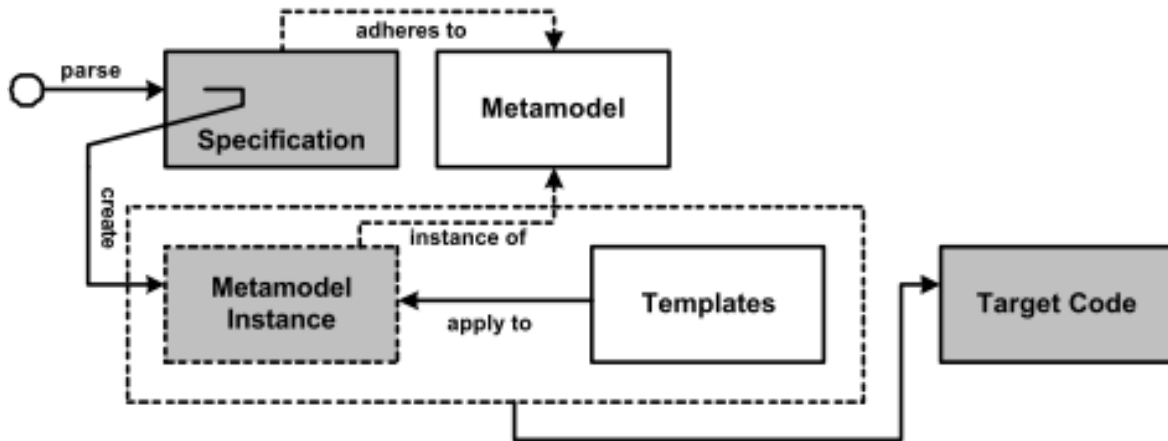 adheres to
parse
Specification
Metamodel
create
instance of
Metamodel
Instance
apply to
Templates
Target Code